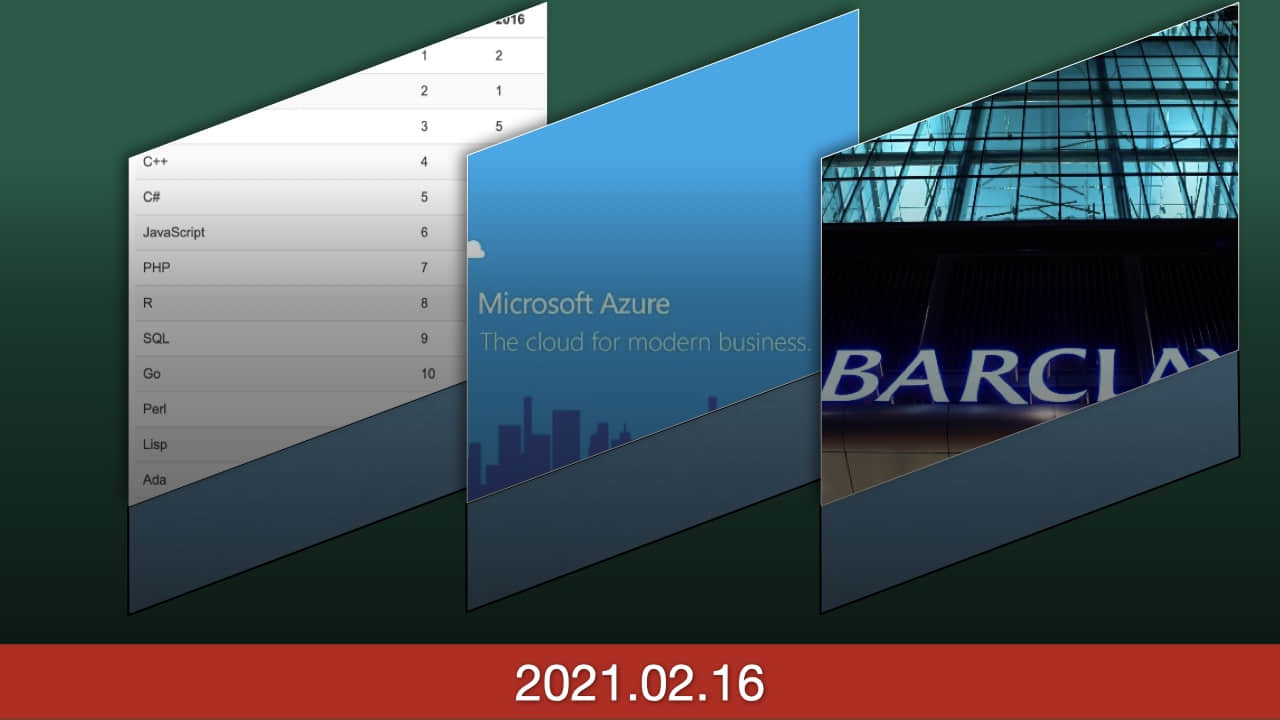 2016
1 2
2 1
3 5
C++ 4
C# 5
JavaScript 6
PHP 7
R 8
SQL 9
Go 10
Perl
Lisp
Ada
Microsoft Azure
The cloud for modern business.
BARCLAY
2021.02.16